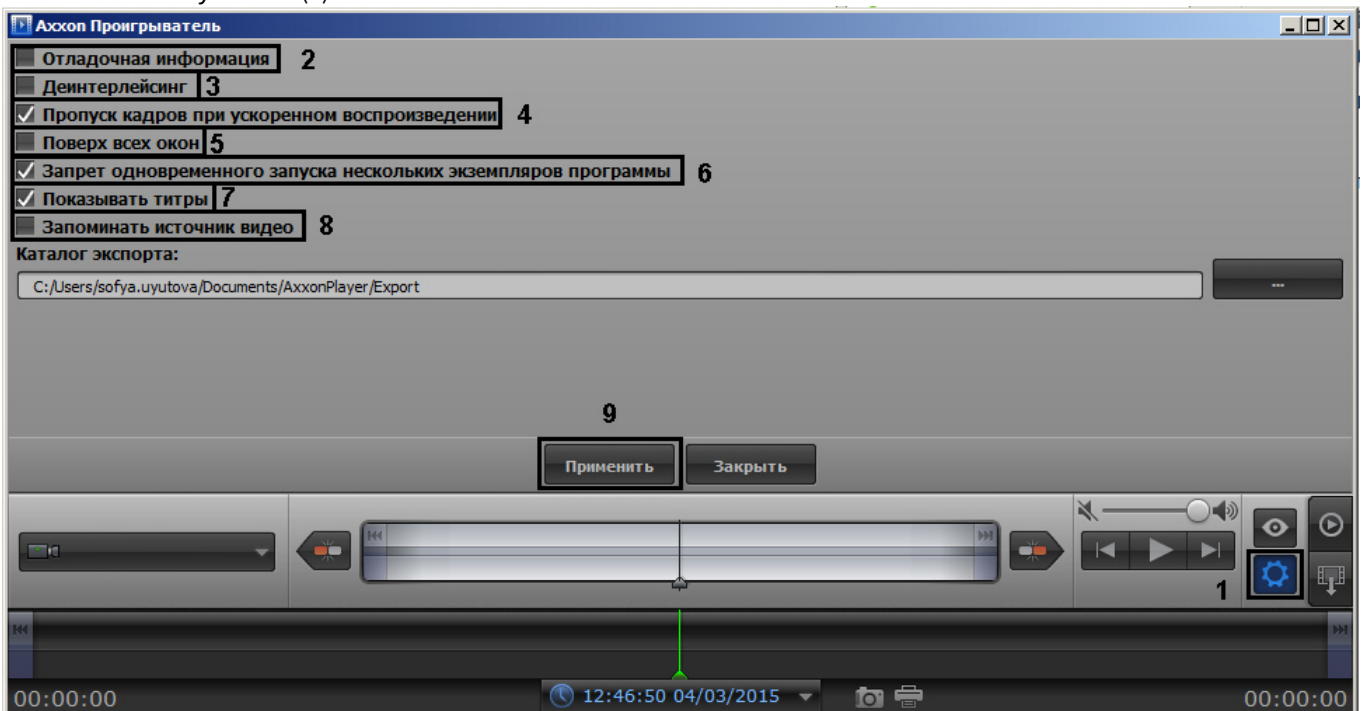 Axxon Проигрыватель
Отладочная информация 2
Деинтерлейсинг 3
Пропуск кадров при ускоренном воспроизведении 4
Поверх всех окон 5
Запрет одновременного запуска нескольких экземпляров программы 6
Показывать титры 7
Запоминать источник видео 8
Каталог экспорта:
C:/Users/sofya.uyutova/Documents/AxxonPlayer/Export ...
9
Применить Закрыть
1
00:00:00 12:46:50 04/03/2015 00:00:00